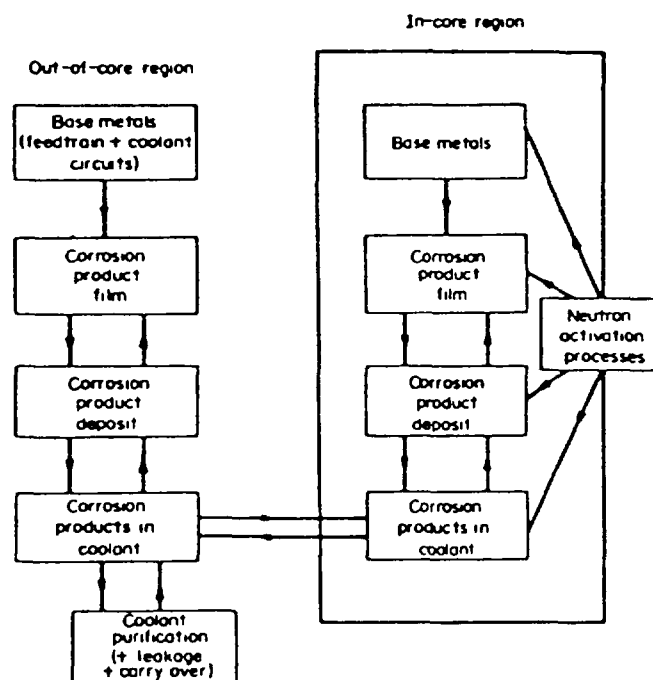 In-core region
Out-of-core region
Base metals
(feedtrain + coolant
circuits)
Corrosion
product
film
Corrosion
product
deposit
Corrosion
products in
coolant
Coolant
purification
(+ leakage
+ carry over)
Base metals
Corrosion
product
film
Corrosion
product
deposit
Corrosion
products in
coolant
Neutron
activation
processes